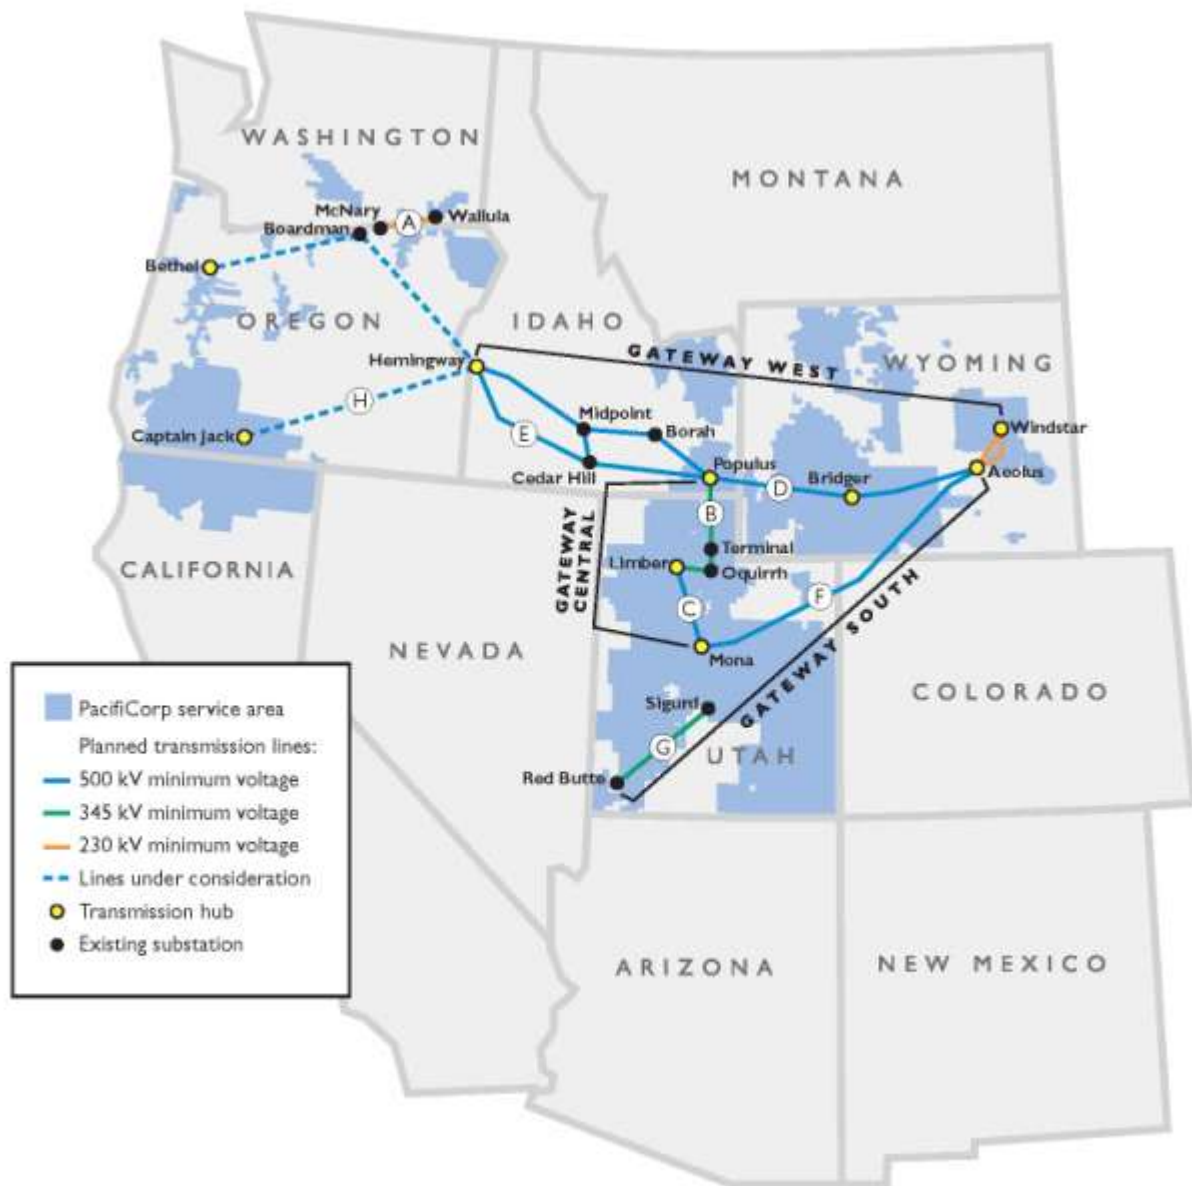 WASHINGTON
MONTANA
McNary
A
Wallula
Boardman
Bethel
OREGON
IDAHO
Hemingway
GATEWAY WEST
WYOMING
H
Captain Jack
E
Midpoint
Borah
Windstar
Cedar Hill
Populus
D
Bridger
Aeolus
B
GATEWAY
CENTRAL
Terminal
Limber
Oquirrh
CALIFORNIA
C
F
GATEWAY SOUTH
NEVADA
Mona
COLORADO
Sigurd
G
UTAH
Red Butte
PacifiCorp service area
Planned transmission lines:
500 kV minimum voltage
345 kV minimum voltage
230 kV minimum voltage
Lines under consideration
Transmission hub
Existing substation
ARIZONA
NEW MEXICO